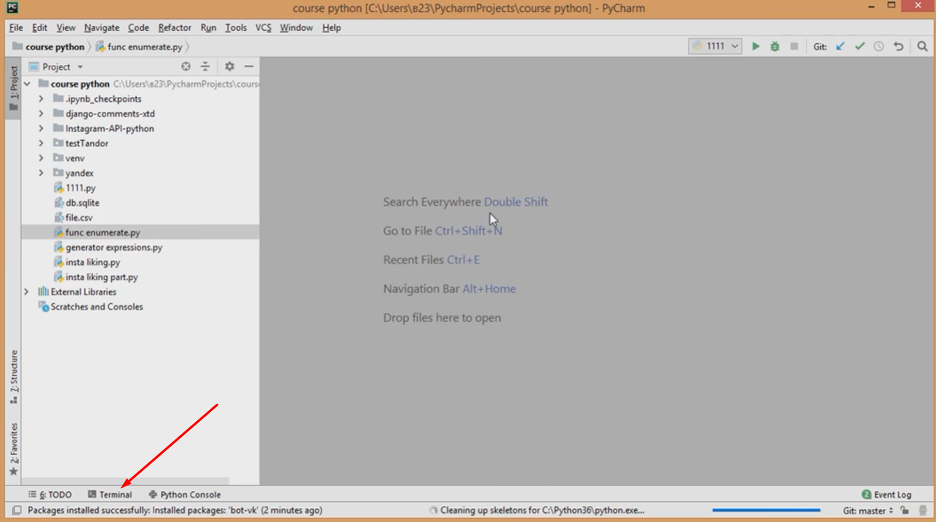 PC
course python [C:\Users\в23\PycharmProjects\course python] - PyCharm
File Edit View Navigate Code Refactor Run Tools VCS Window Help
course python func enumerate.py 1111 Git:
1: Project
Project
course python C:\Users\в23\PycharmProjects\cours
.ipynb_checkpoints
django-comments-xtd
Instagram-API-python
testTandor
venv
yandex
1111.py
db.sqlite
file.csv
func enumerate.py
generator expressions.py
insta liking.py
insta liking part.py
External Libraries
Scratches and Consoles
Search Everywhere Double Shift
Go to File Ctrl+Shift+N
Recent Files Ctrl+E
Navigation Bar Alt+Home
Drop files here to open
Z: Structure
2: Favorites
6: TODO Terminal Python Console 2 Event Log
Packages installed successfully: Installed packages: 'bot-vk' (2 minutes ago) Cleaning up skeletons for C:\Python36\python.exe... Git: master